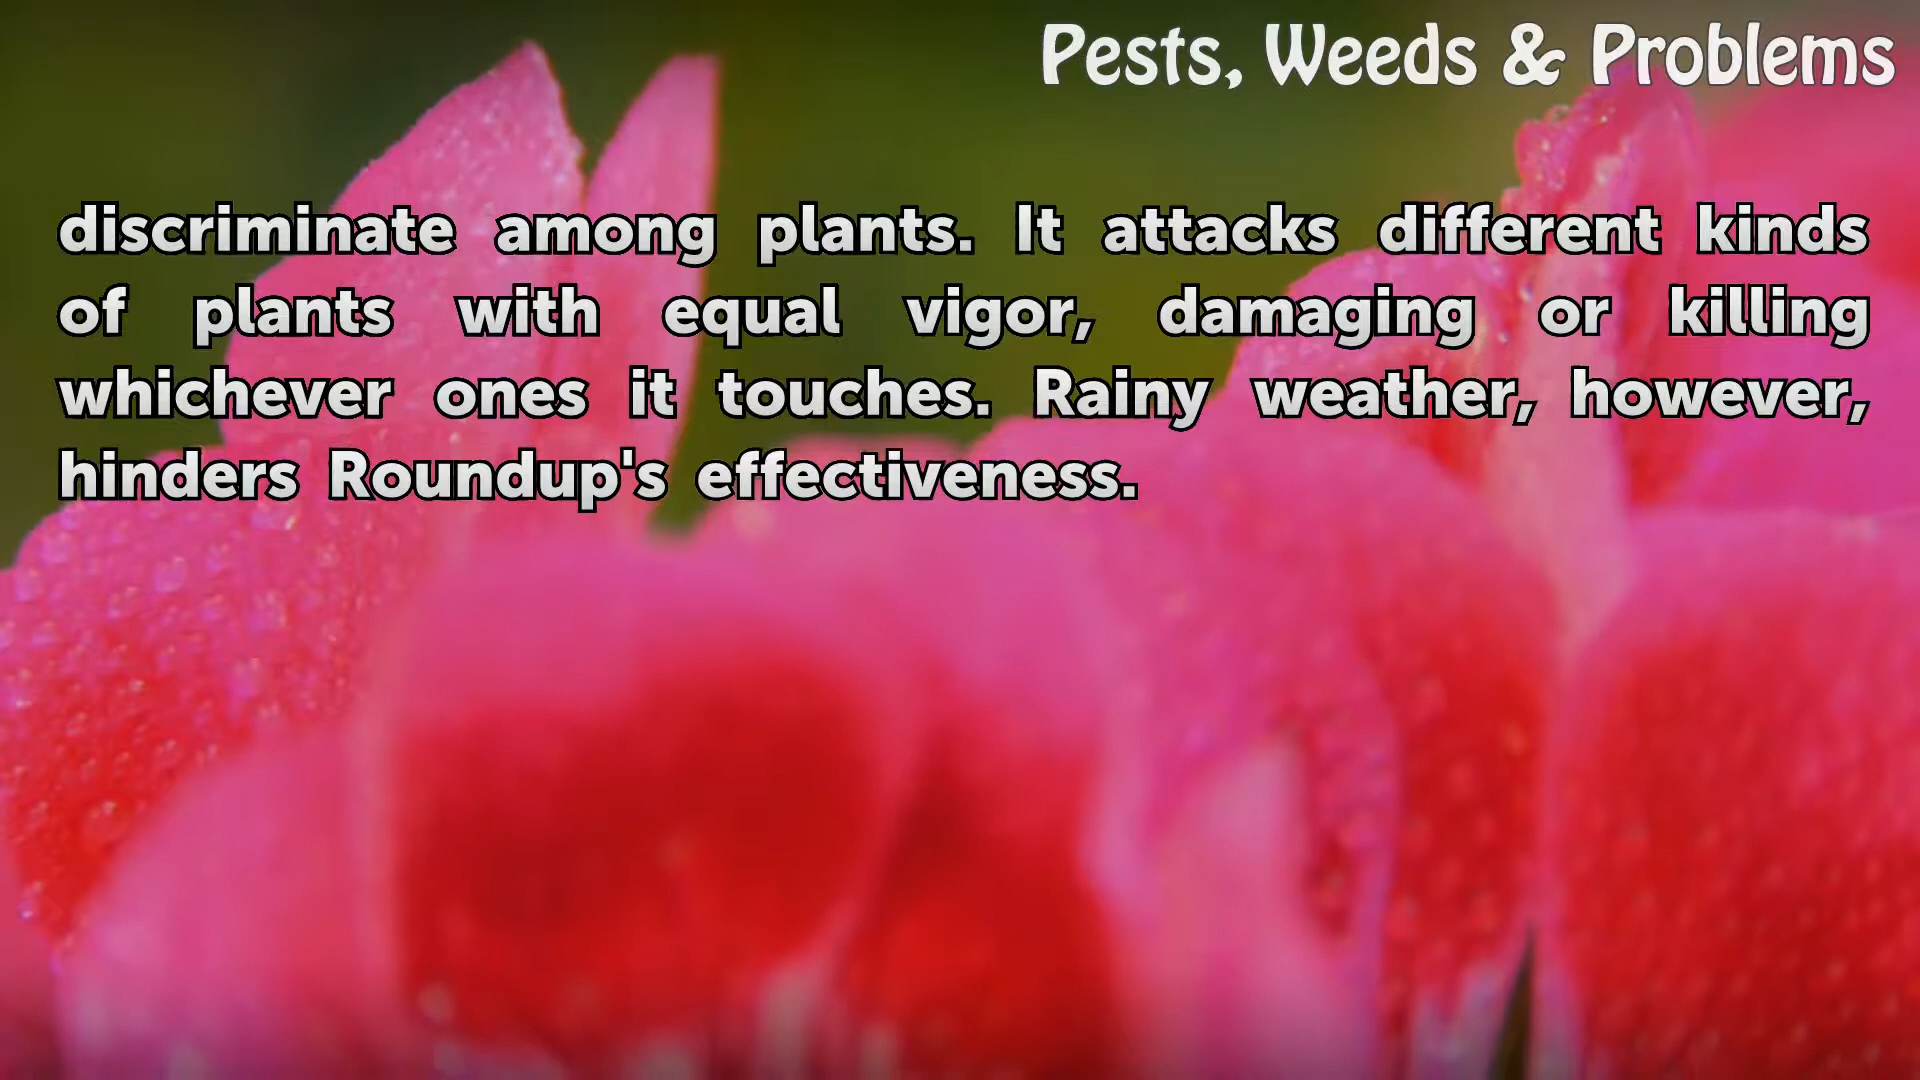 Pests, Weeds & Problems
discriminate among plants. It attacks different kinds
of plants with equal vigor, damaging or killing
whichever ones it touches. Rainy weather, however,
hinders Roundup's effectiveness.